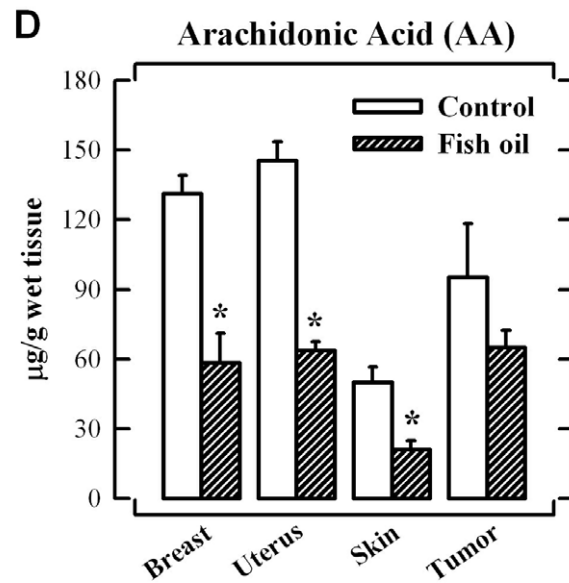 D
Arachidonic Acid (AA)
180
150
120
90
60
30
0
µg/g wet tissue
Control
Fish oil
*
*
*
Breast
Uterus
Skin
Tumor